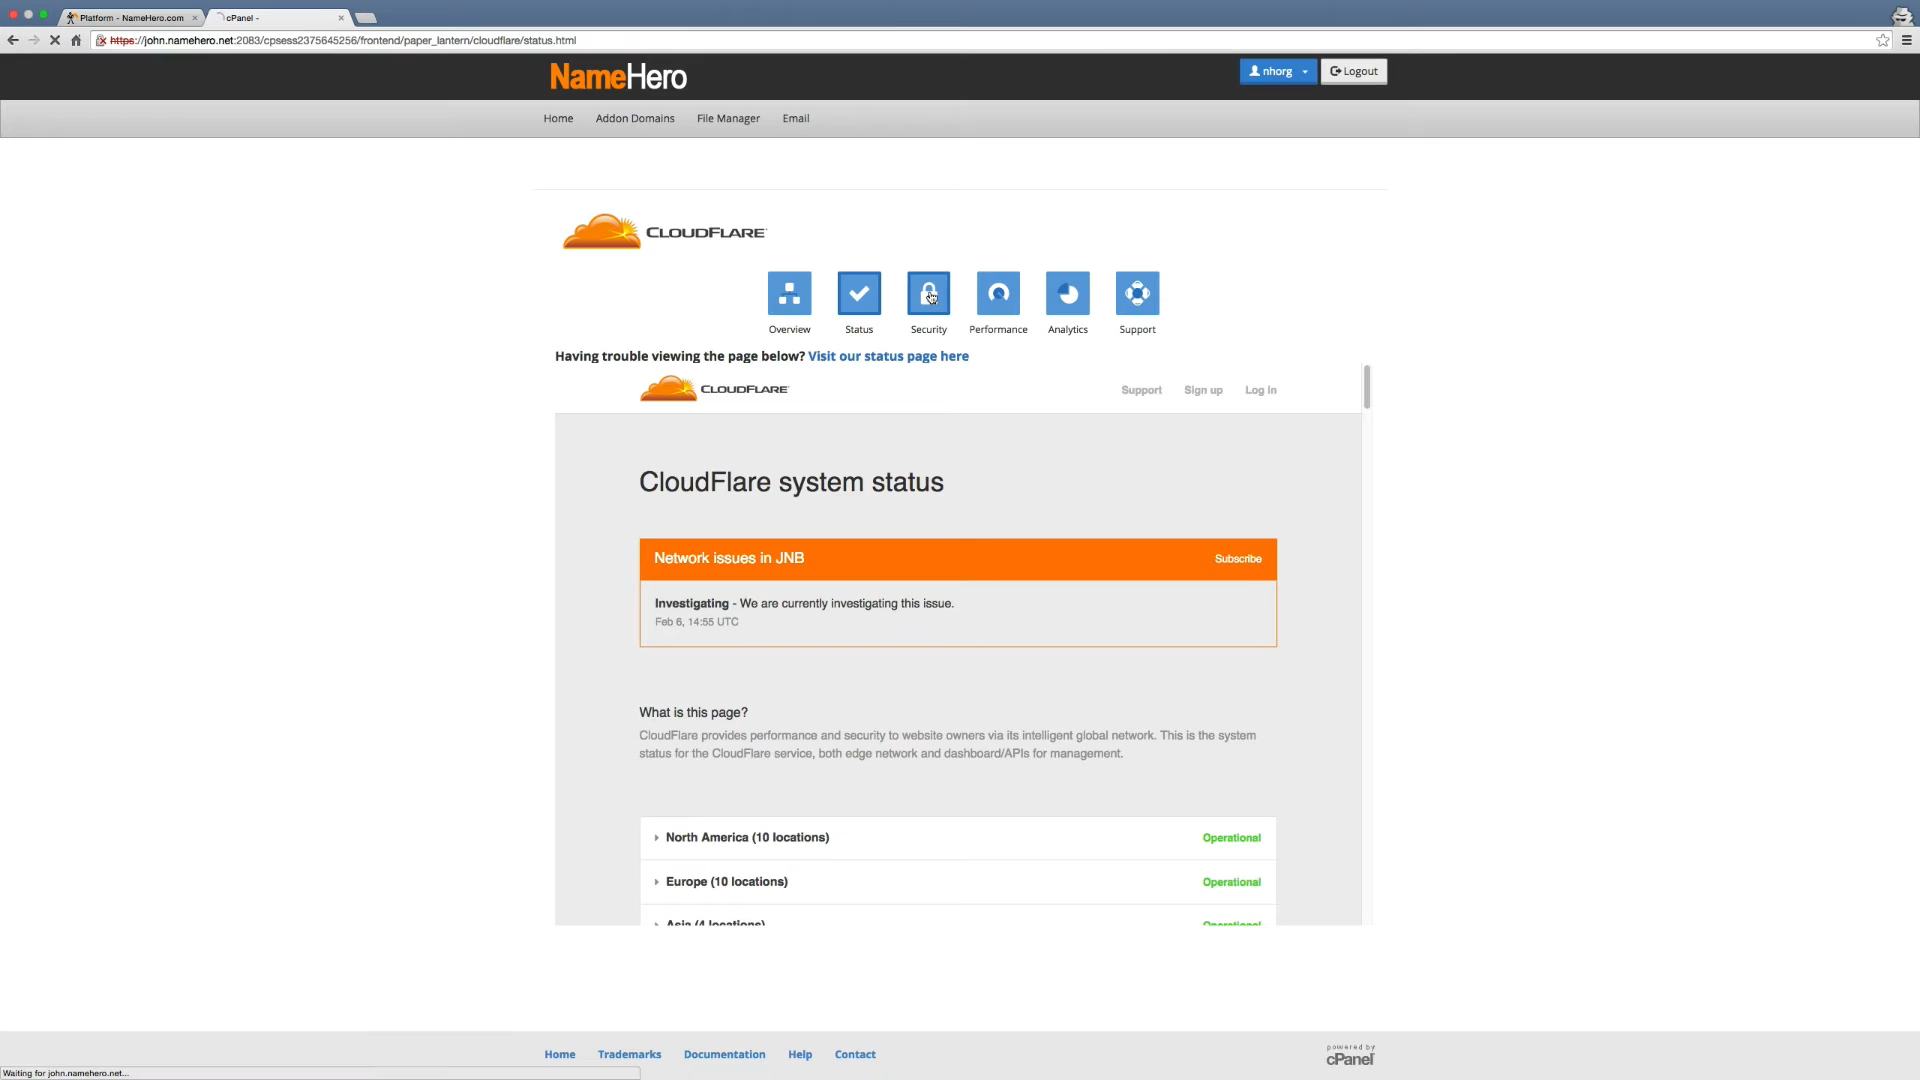 Platform - NameHero.com
cPanel -
https://john.namehero.net:2083/cpsess2375645256/frontend/paper_lantern/cloudflare/status.html
NameHero
nhorg
Logout
Home
Addon Domains
File Manager
Email
CLOUDFLARE
Overview
Status
Security
Performance
Analytics
Support
Having trouble viewing the page below? Visit our status page here
CLOUDFLARE
Support
Sign up
Log in
CloudFlare system status
Network issues in JNB
Subscribe
Investigating - We are currently investigating this issue.
Feb 6, 14:55 UTC
What is this page?
CloudFlare provides performance and security to website owners via its intelligent global network. This is the system
status for the CloudFlare service, both edge network and dashboard/APIs for management.
North America (10 locations)
Operational
Europe (10 locations)
Operational
Asia (4 locations)
Operational
Home
Trademarks
Documentation
Help
Contact
powered by
cPanel
Waiting for john.namehero.net...